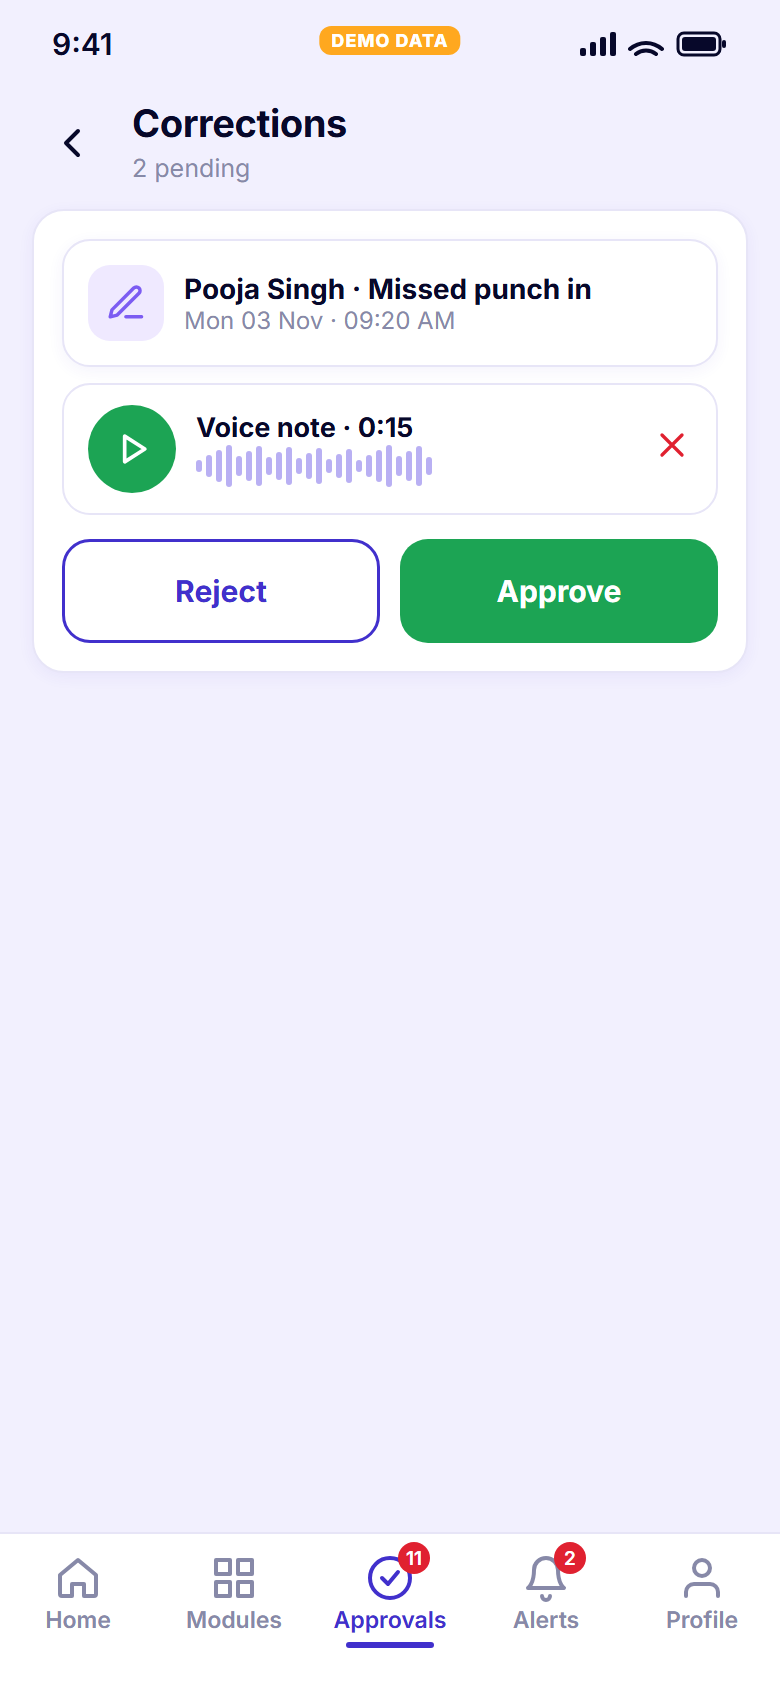 9:41
DEMO DATA
Corrections
2 pending
Pooja Singh · Missed punch in
Mon 03 Nov · 09:20 AM
Voice note · 0:15
Reject
Approve
11
2
Home
Modules
Approvals
Alerts
Profile